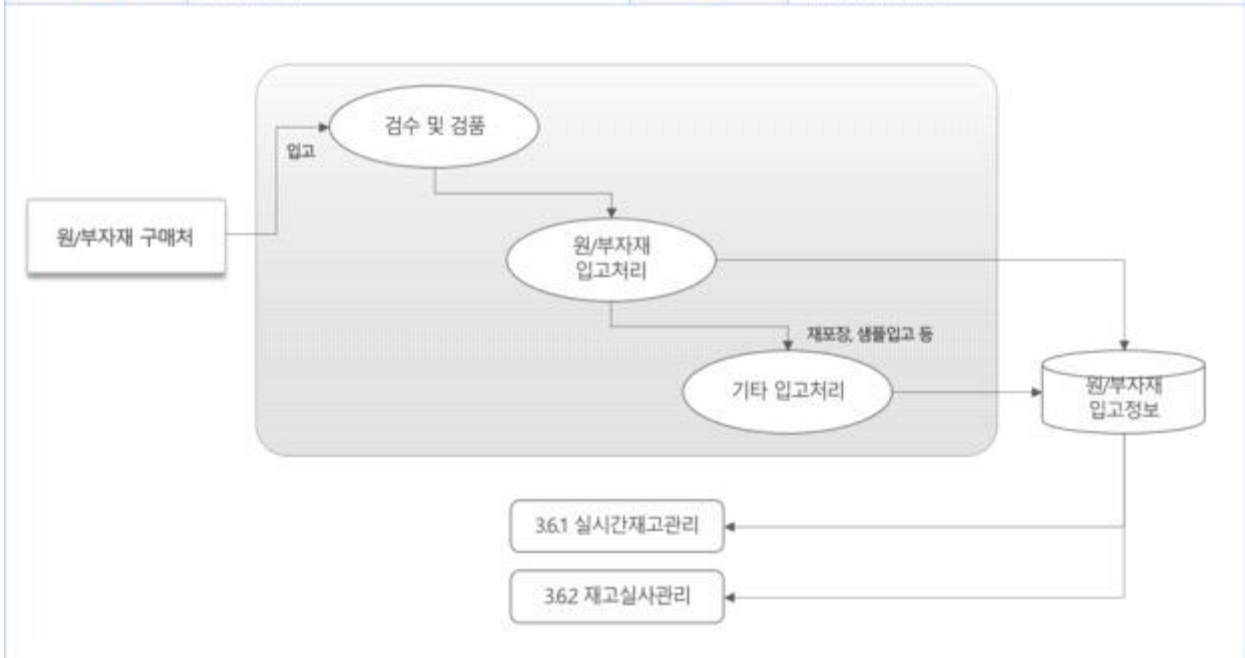 검수 및 검품
입고
원/부자재 구매처
원/부자재
입고처리
재포장, 샘플입고 등
기타 입고처리
원/부자재
입고정보
3.6.1 실시간재고관리
3.6.2 재고실사관리